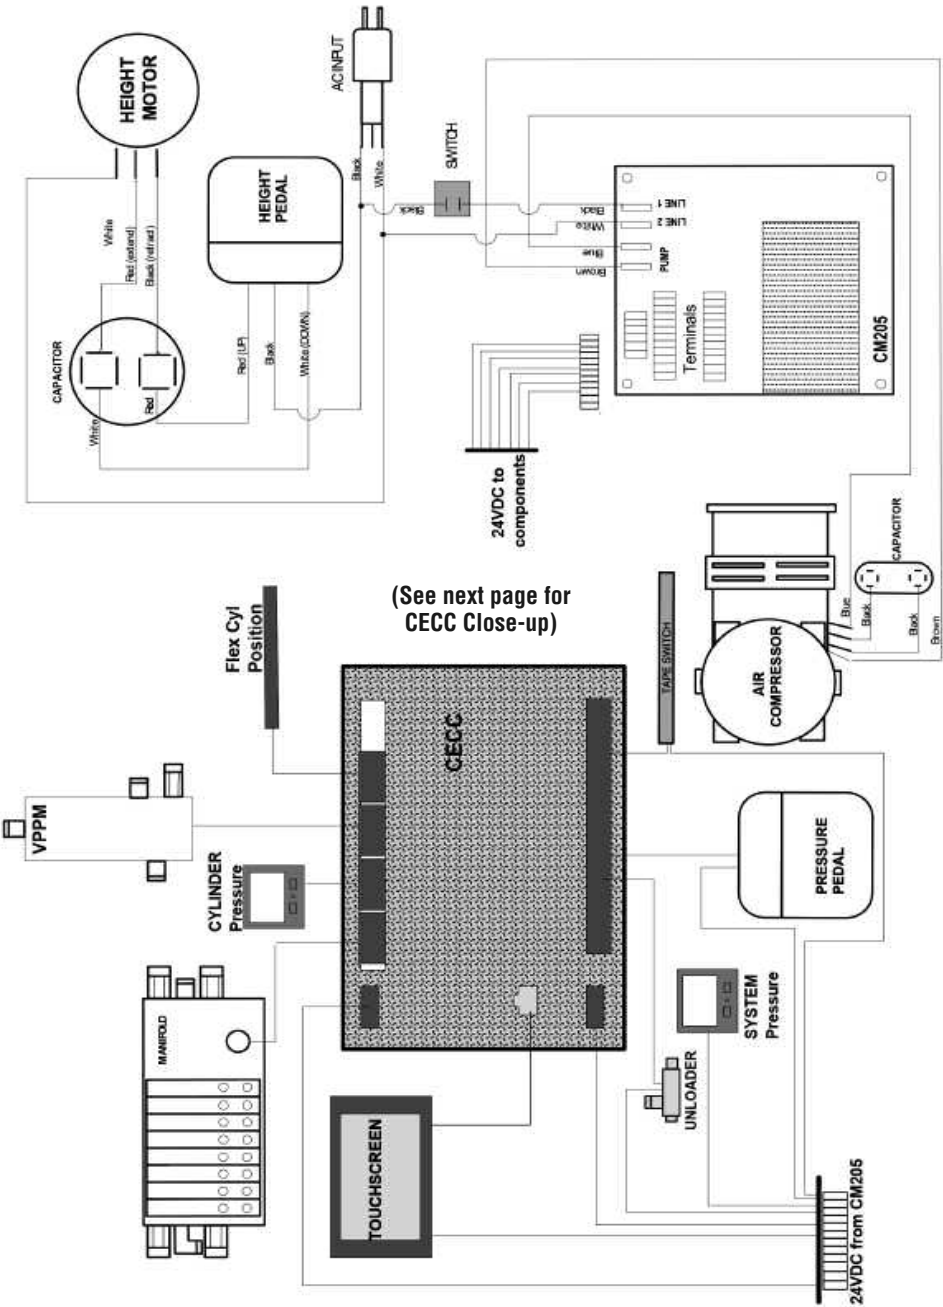 HEIGHT
MOTOR
AC INPUT
White
Red (extend)
Black (retract)
HEIGHT
PEDAL
Black
White
SWITCH
Black
Black
White
Blue
Brown
LINE 1
LINE 2
PUMP
Terminals
CM205
CAPACITOR
White
Red
Red (UP)
Black
White (DOWN)
24VDC to
components
Flex Cyl
Position
(See next page for
CECC Close-up)
TAPE SWITCH
AIR
COMPRESSOR
CAPACITOR
Blue
Black
Black
Brown
VPPM
CYLINDER
Pressure
CECC
PRESSURE
PEDAL
MANIFOLD
SYSTEM
Pressure
UNLOADER
TOUCHSCREEN
24VDC from CM205